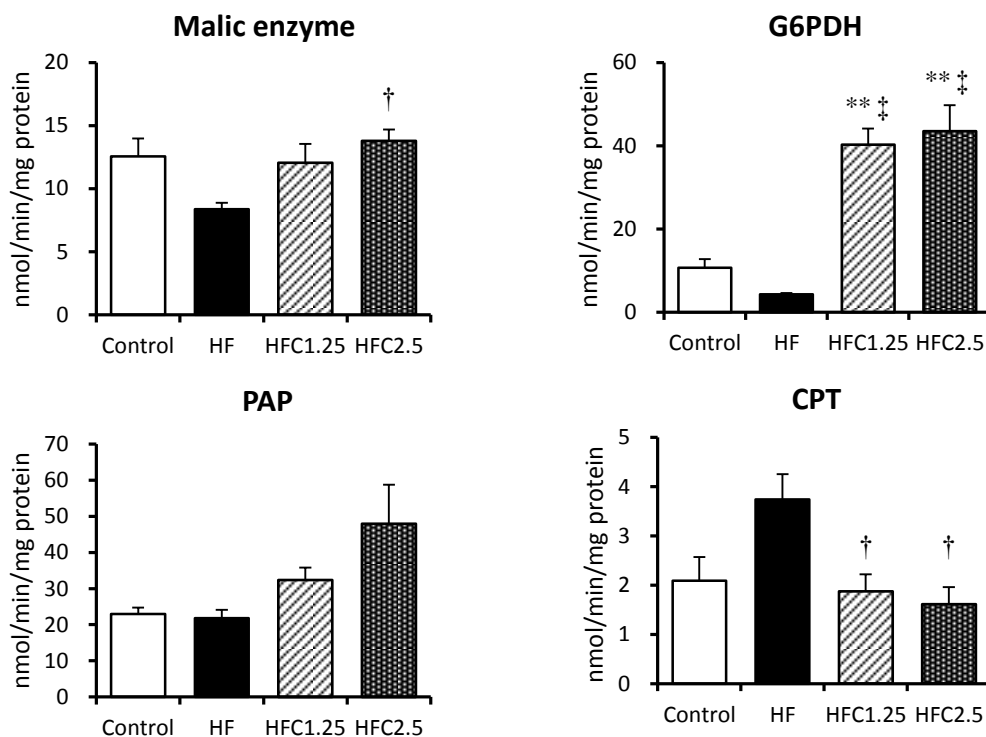 Malic enzyme
nmol/min/mg protein
20
15
10
5
0
†
Control HF HFC1.25 HFC2.5
G6PDH
nmol/min/mg protein
60
40
20
0
** ‡
** ‡
Control HF HFC1.25 HFC2.5
PAP
nmol/min/mg protein
70
60
50
40
30
20
10
0
Control HF HFC1.25 HFC2.5
CPT
nmol/min/mg protein
5
4
3
2
1
0
† †
Control HF HFC1.25 HFC2.5